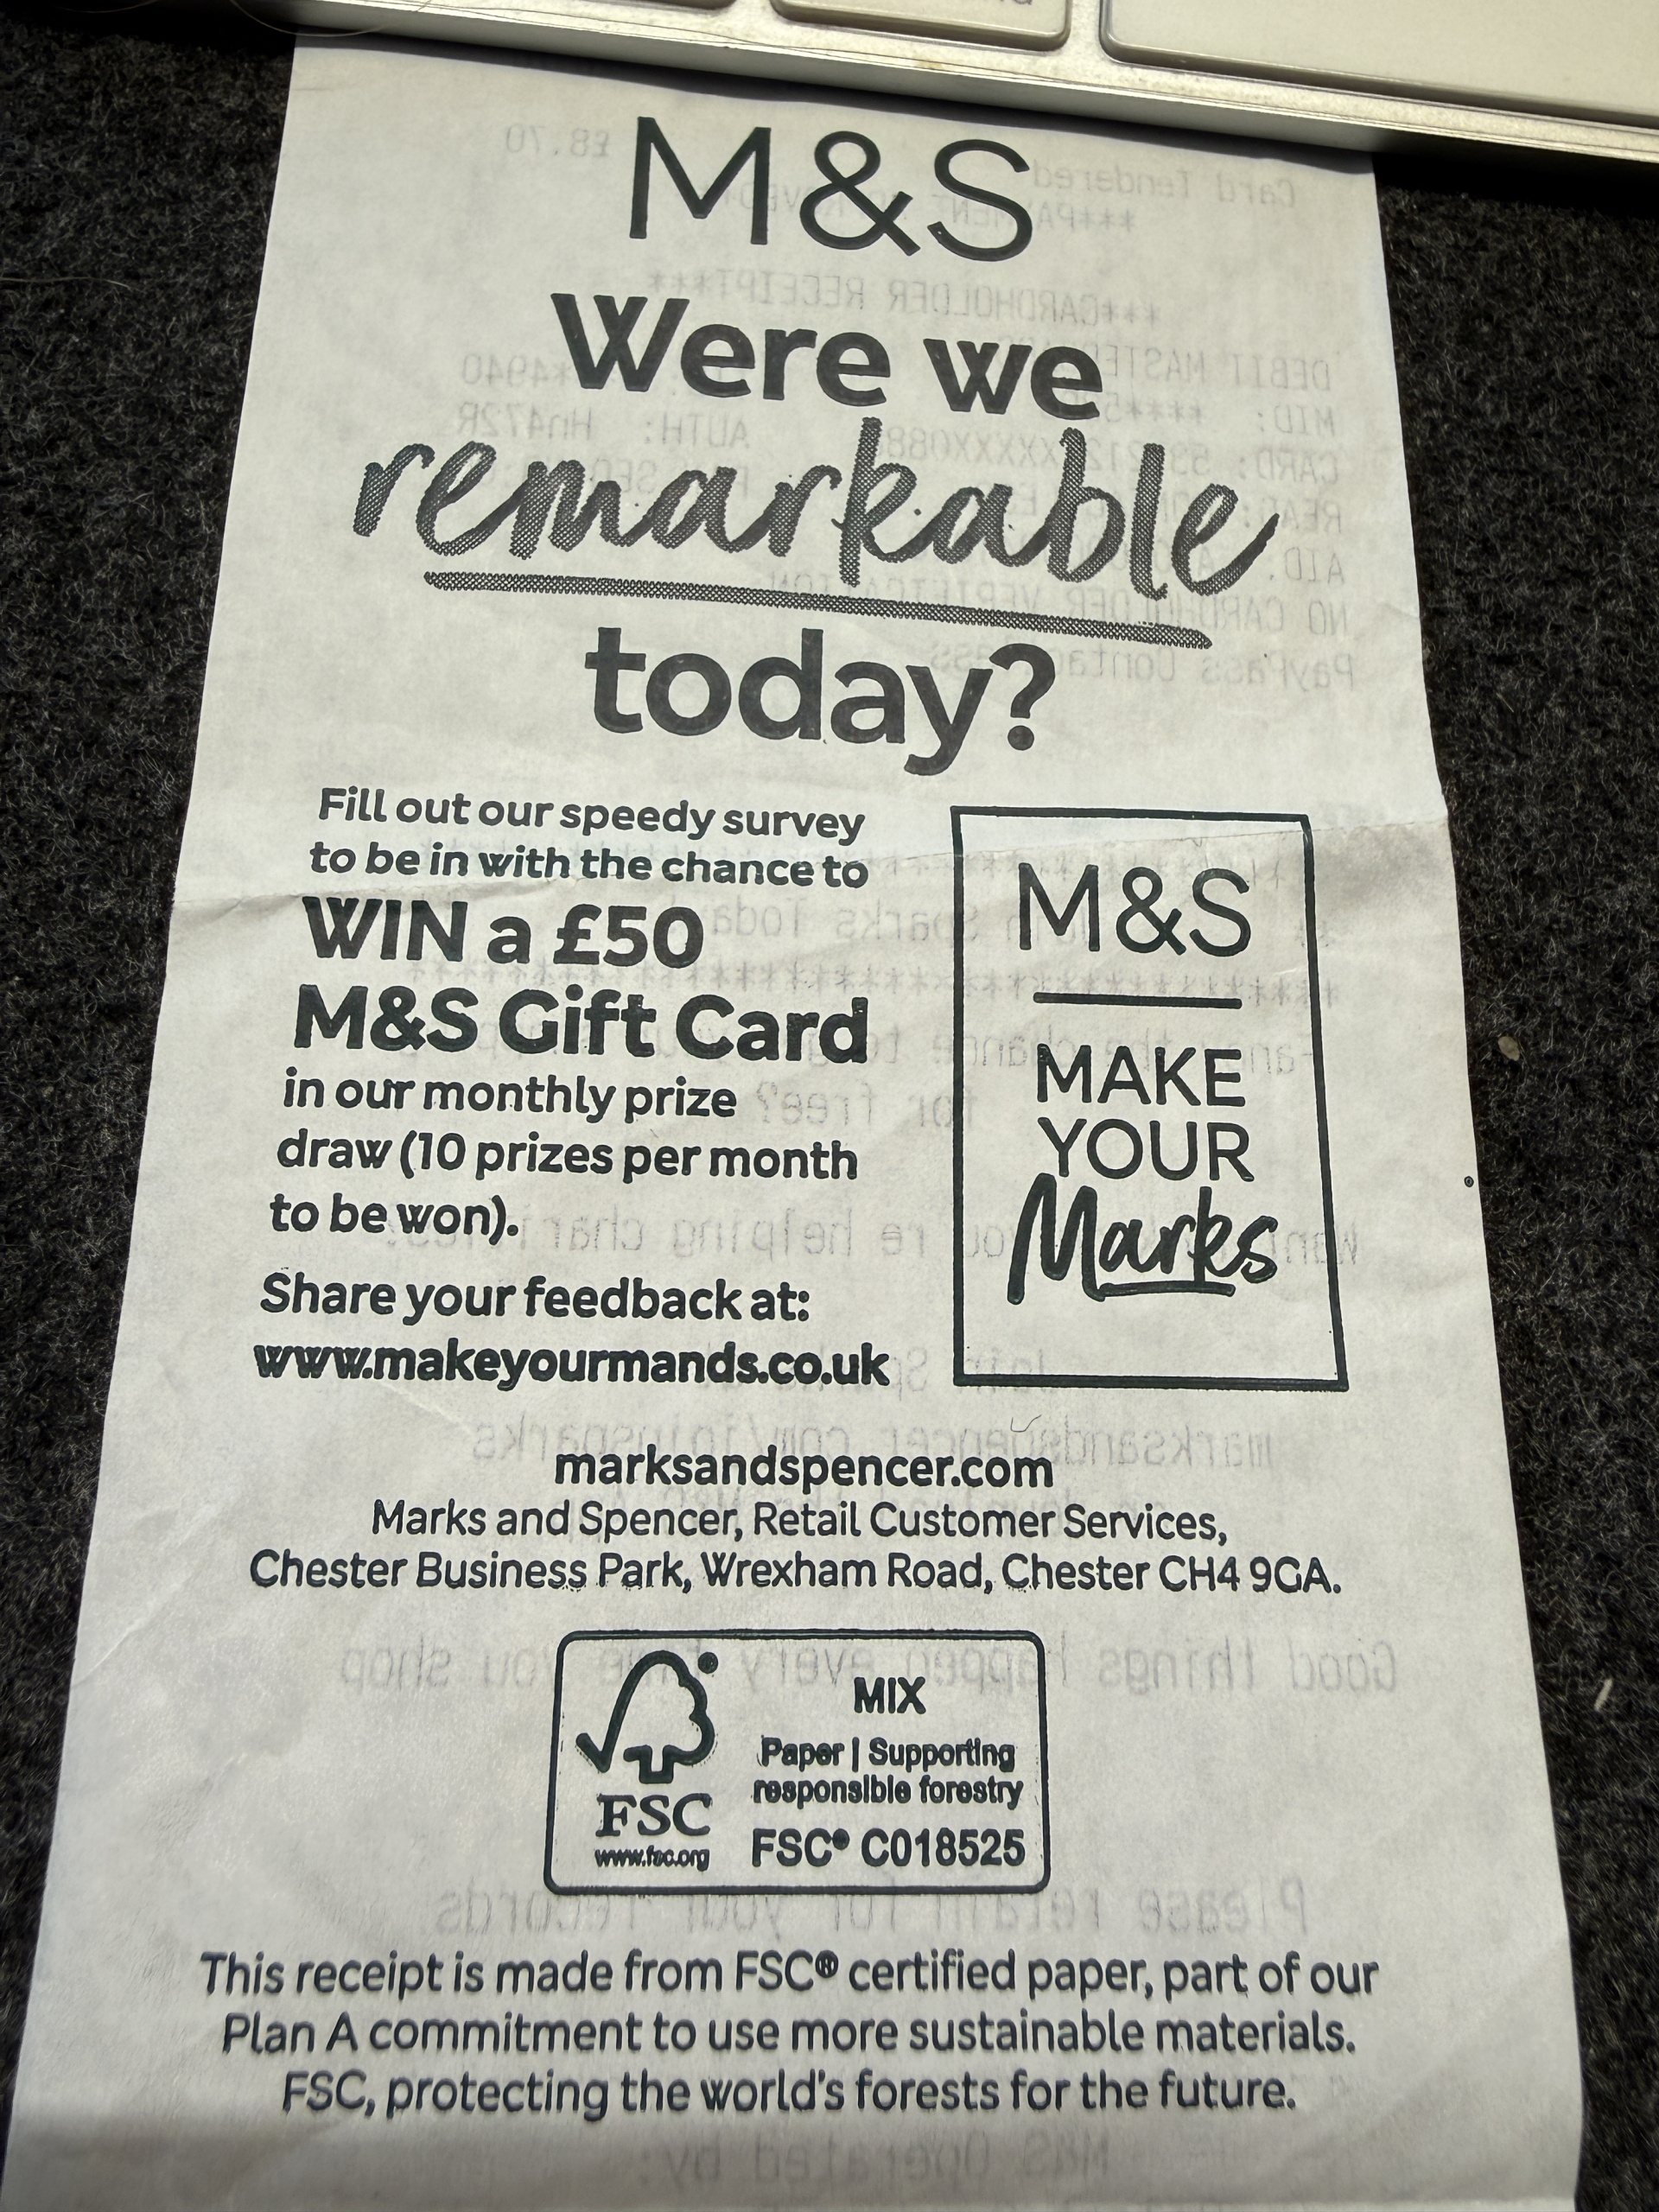 M&S
Were we
remarkable
today?
Fill out our speedy survey
to be in with the chance to
WIN a £50
M&S Gift Card
in our monthly prize
draw (10 prizes per month
to be won).
Share your feedback at:
www.makeyourmands.co.uk
M&S
MAKE
YOUR
Marks
marksandspencer.com
Marks and Spencer, Retail Customer Services,
Chester Business Park, Wrexham Road, Chester CH4 9GA.
FSC
www.fsc.org
MIX
Paper | Supporting
responsible forestry
FSC® C018525
This receipt is made from FSC® certified paper, part of our
Plan A commitment to use more sustainable materials.
FSC, protecting the world's forests for the future.